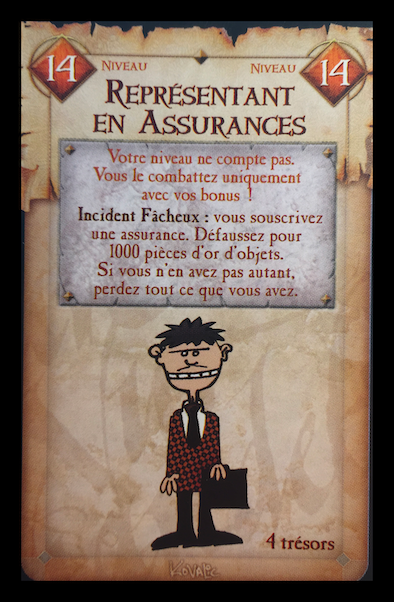 14 Niveau Niveau 14
Représentant
en Assurances
Votre niveau ne compte pas.
Vous le combattez uniquement
avec vos bonus !
Incident Fâcheux : vous souscrivez
une assurance. Défaussez pour
1000 pièces d'or d'objets.
Si vous n'en avez pas autant,
perdez tout ce que vous avez.
4 trésors
Kovalic